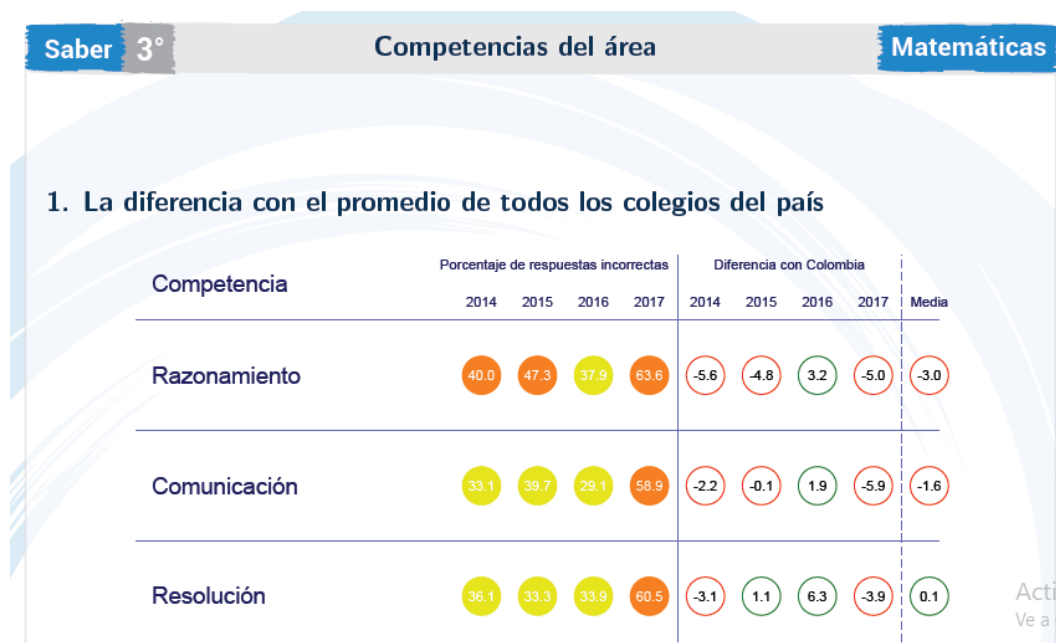 Saber 3° Competencias del área Matemáticas
1. La diferencia con el promedio de todos los colegios del país
Competencia
Porcentaje de respuestas incorrectas Diferencia con Colombia
2014 2015 2016 2017 2014 2015 2016 2017 Media
Razonamiento 40.0 47.3 37.9 63.6 -5.6 -4.8 3.2 -5.0 -3.0
Comunicación 33.1 39.7 29.1 58.9 -2.2 -0.1 1.9 -5.9 -1.6
Resolución 36.1 33.3 33.9 60.5 -3.1 1.1 6.3 -3.9 0.1
Acti
Ve a